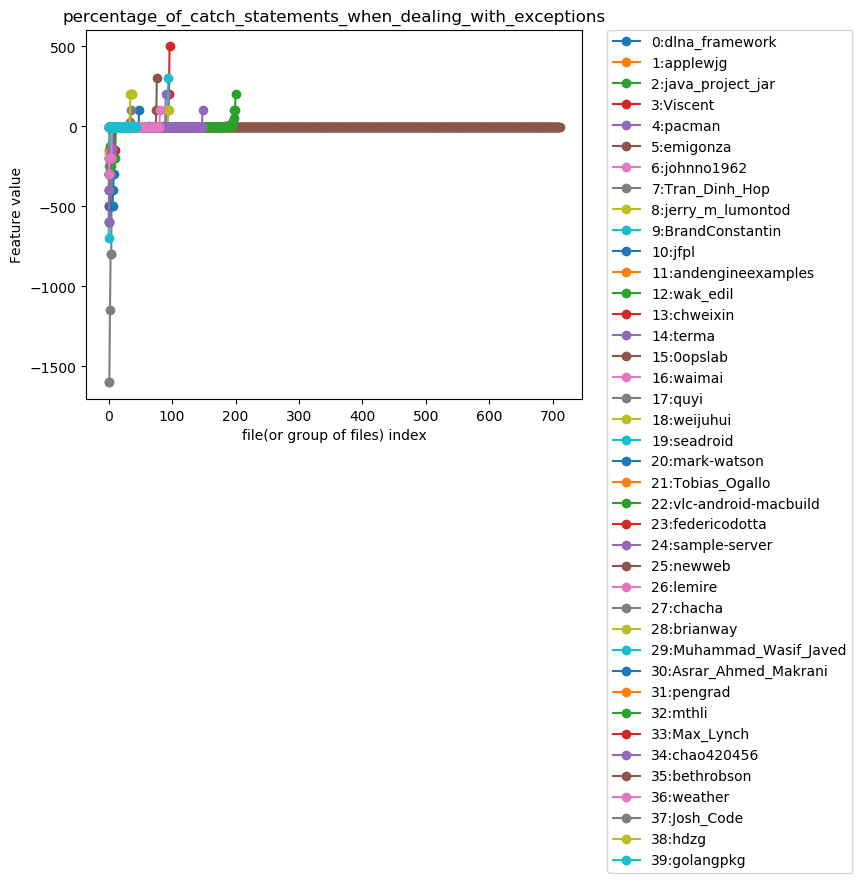 percentage_of_catch_statements_when_dealing_with_exceptions
Feature value
500
0
−500
−1000
−1500
0 100 200 300 400 500 600 700
file(or group of files) index
0:dlna_framework
1:applewjg
2:java_project_jar
3:Viscent
4:pacman
5:emigonza
6:johnno1962
7:Tran_Dinh_Hop
8:jerry_m_lumontod
9:BrandConstantin
10:jfpl
11:andengineexamples
12:wak_edil
13:chweixin
14:terma
15:0opslab
16:waimai
17:quyi
18:weijuhui
19:seadroid
20:mark-watson
21:Tobias_Ogallo
22:vlc-android-macbuild
23:federicodotta
24:sample-server
25:newweb
26:lemire
27:chacha
28:brianway
29:Muhammad_Wasif_Javed
30:Asrar_Ahmed_Makrani
31:pengrad
32:mthli
33:Max_Lynch
34:chao420456
35:bethrobson
36:weather
37:Josh_Code
38:hdzg
39:golangpkg